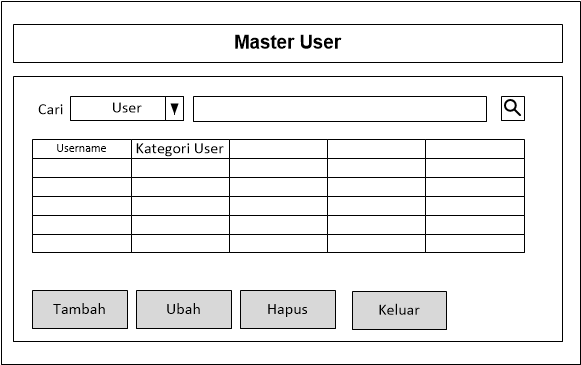 Master User
Cari User
Username Kategori User
Tambah Ubah Hapus Keluar